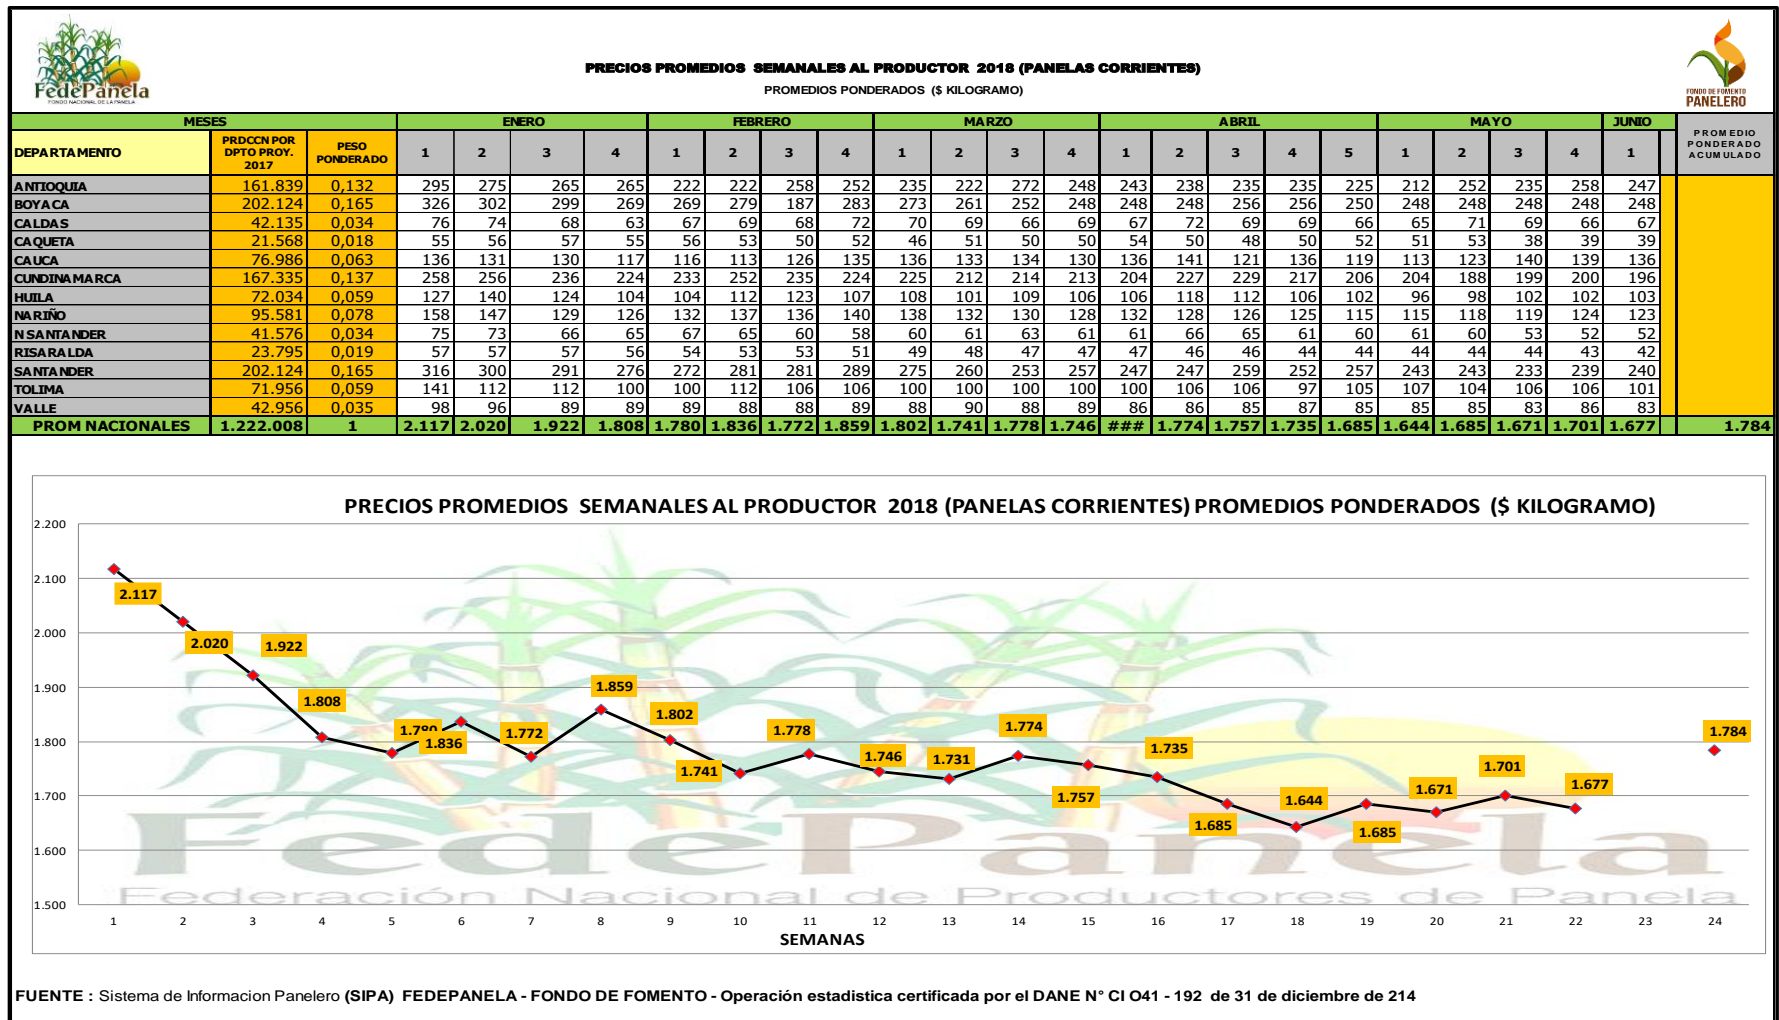 FedePanela
FONDO NACIONAL DE LA PANELA
PRECIOS PROMEDIOS SEMANALES AL PRODUCTOR 2018 (PANELAS CORRIENTES)
PROMEDIOS PONDERADOS ($ KILOGRAMO)
FONDO DE FOMENTO
PANELERO
MESES ENERO FEBRERO MARZO ABRIL MAYO JUNIO PROMEDIO PONDERADO ACUMULADO
DEPARTAMENTO PRDCCN POR DPTO PROY. 2017 PESO PONDERADO 1 2 3 4 1 2 3 4 1 2 3 4 1 2 3 4 5 1 2 3 4 1
ANTIOQUIA 161.839 0,132 295 275 265 265 222 222 258 252 235 222 272 248 243 238 235 235 225 212 252 235 258 247
BOYACA 202.124 0,165 326 302 299 269 269 279 187 283 273 261 252 248 248 248 256 256 250 248 248 248 248 248
CALDAS 42.135 0,034 76 74 68 63 67 69 68 72 70 69 66 69 67 72 69 69 66 65 71 69 66 67
CAQUETA 21.568 0,018 55 56 57 55 56 53 50 52 46 51 50 50 54 50 48 50 52 51 53 38 39 39
CAUCA 76.986 0,063 136 131 130 117 116 113 126 135 136 133 134 130 136 141 121 136 119 113 123 140 139 136
CUNDINAMARCA 167.335 0,137 258 256 236 224 233 252 235 224 225 212 214 213 204 227 229 217 206 204 188 199 200 196
HUILA 72.034 0,059 127 140 124 104 104 112 123 107 108 101 109 106 106 118 112 106 102 96 98 102 102 103
NARIÑO 95.581 0,078 158 147 129 126 132 137 136 140 138 132 130 128 132 128 126 125 115 115 118 119 124 123
N SANTANDER 41.576 0,034 75 73 66 65 67 65 60 58 60 61 63 61 61 66 65 61 60 61 60 53 52 52
RISARALDA 23.795 0,019 57 57 57 56 54 53 53 51 49 48 47 47 47 46 46 44 44 44 44 44 43 42
SANTANDER 202.124 0,165 316 300 291 276 272 281 281 289 275 260 253 257 247 247 259 252 257 243 243 233 239 240
TOLIMA 71.956 0,059 141 112 112 100 100 112 106 106 100 100 100 100 100 106 106 97 105 107 104 106 106 101
VALLE 42.956 0,035 98 96 89 89 89 88 88 89 88 90 88 89 86 86 85 87 85 85 85 83 86 83
PROM NACIONALES 1.222.008 1 2.117 2.020 1.922 1.808 1.780 1.836 1.772 1.859 1.802 1.741 1.778 1.746 ### 1.774 1.757 1.735 1.685 1.644 1.685 1.671 1.701 1.677 1.784
PRECIOS PROMEDIOS SEMANALES AL PRODUCTOR 2018 (PANELAS CORRIENTES) PROMEDIOS PONDERADOS ($ KILOGRAMO)
2.200
2.100
2.000
1.900
1.800
1.700
1.600
1.500
2.117
2.020
1.922
1.808
1.780
1.836
1.772
1.859
1.802
1.741
1.778
1.746
1.731
1.774
1.757
1.735
1.685
1.644
1.685
1.671
1.701
1.677
1.784
FedePanela
Federación Nacional de Productores de Panela
1 2 3 4 5 6 7 8 9 10 11 12 13 14 15 16 17 18 19 20 21 22 23 24
SEMANAS
FUENTE : Sistema de Informacion Panelero (SIPA) FEDEPANELA - FONDO DE FOMENTO - Operación estadistica certificada por el DANE N° CI O41 - 192 de 31 de diciembre de 214